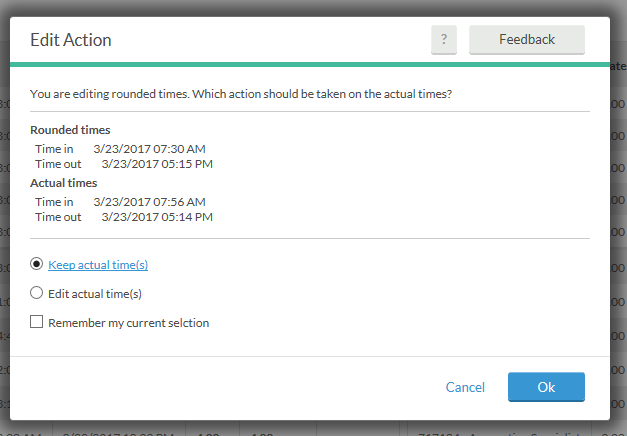 Edit Action
?
Feedback
You are editing rounded times. Which action should be taken on the actual times?
Rounded times
Time in 3/23/2017 07:30 AM
Time out 3/23/2017 05:15 PM
Actual times
Time in 3/23/2017 07:56 AM
Time out 3/23/2017 05:14 PM
Keep actual time(s)
Edit actual time(s)
Remember my current selction
Cancel
Ok